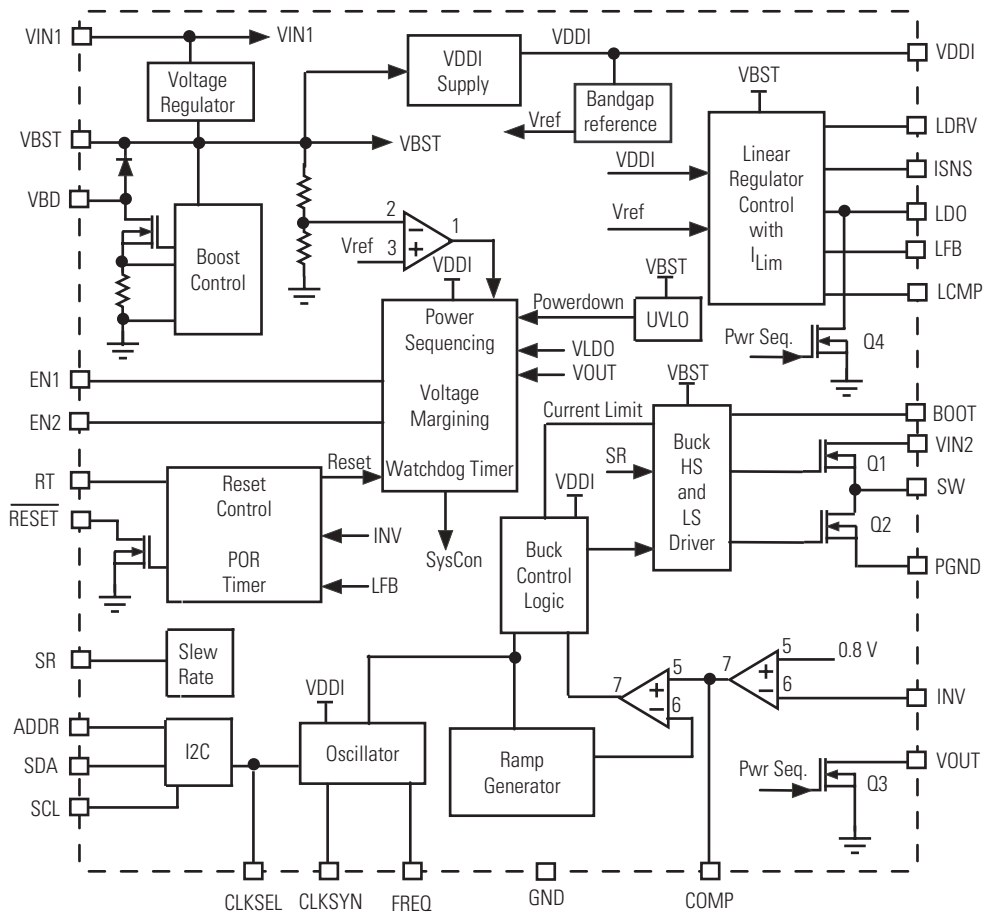 VIN1
VIN1
Voltage
Regulator
VDDI
Supply
VDDI
VDDI
Bandgap
reference
Vref
VBST
VBST
VBST
LDRV
VDDI
Linear
Regulator
Control
with
ILim
ISNS
VBD
Boost
Control
2
1
Vref
3
Vref
LDO
LFB
LCMP
VDDI
VBST
Powerdown
UVLO
Power
Sequencing
Voltage
Margining
Watchdog Timer
VLDO
VOUT
Pwr Seq.
Q4
EN1
EN2
VBST
Current Limit
BOOT
Buck
HS
and
LS
Driver
SR
VIN2
Q1
SW
Q2
PGND
RT
Reset
Reset
Control
POR
Timer
RESET
INV
LFB
SysCon
VDDI
Buck
Control
Logic
SR
Slew
Rate
5
7
6
5
7
6
0.8 V
INV
ADDR
SDA
SCL
I2C
VDDI
Oscillator
Ramp
Generator
Pwr Seq.
Q3
VOUT
CLKSEL
CLKSYN
FREQ
GND
COMP